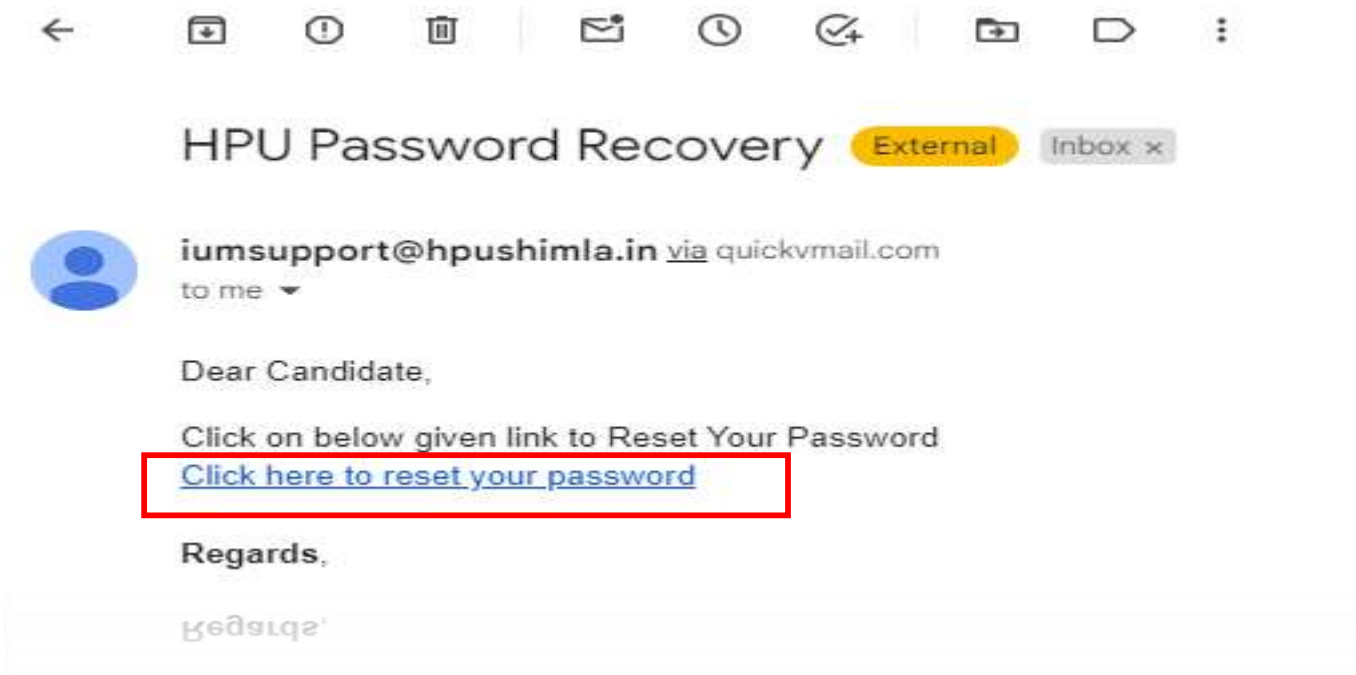 HPU Password Recovery External Inbox x
iumsupport@hpushimla.in via quickvmail.com
to me
Dear Candidate,
Click on below given link to Reset Your Password
Click here to reset your password
Regards,
Regards.